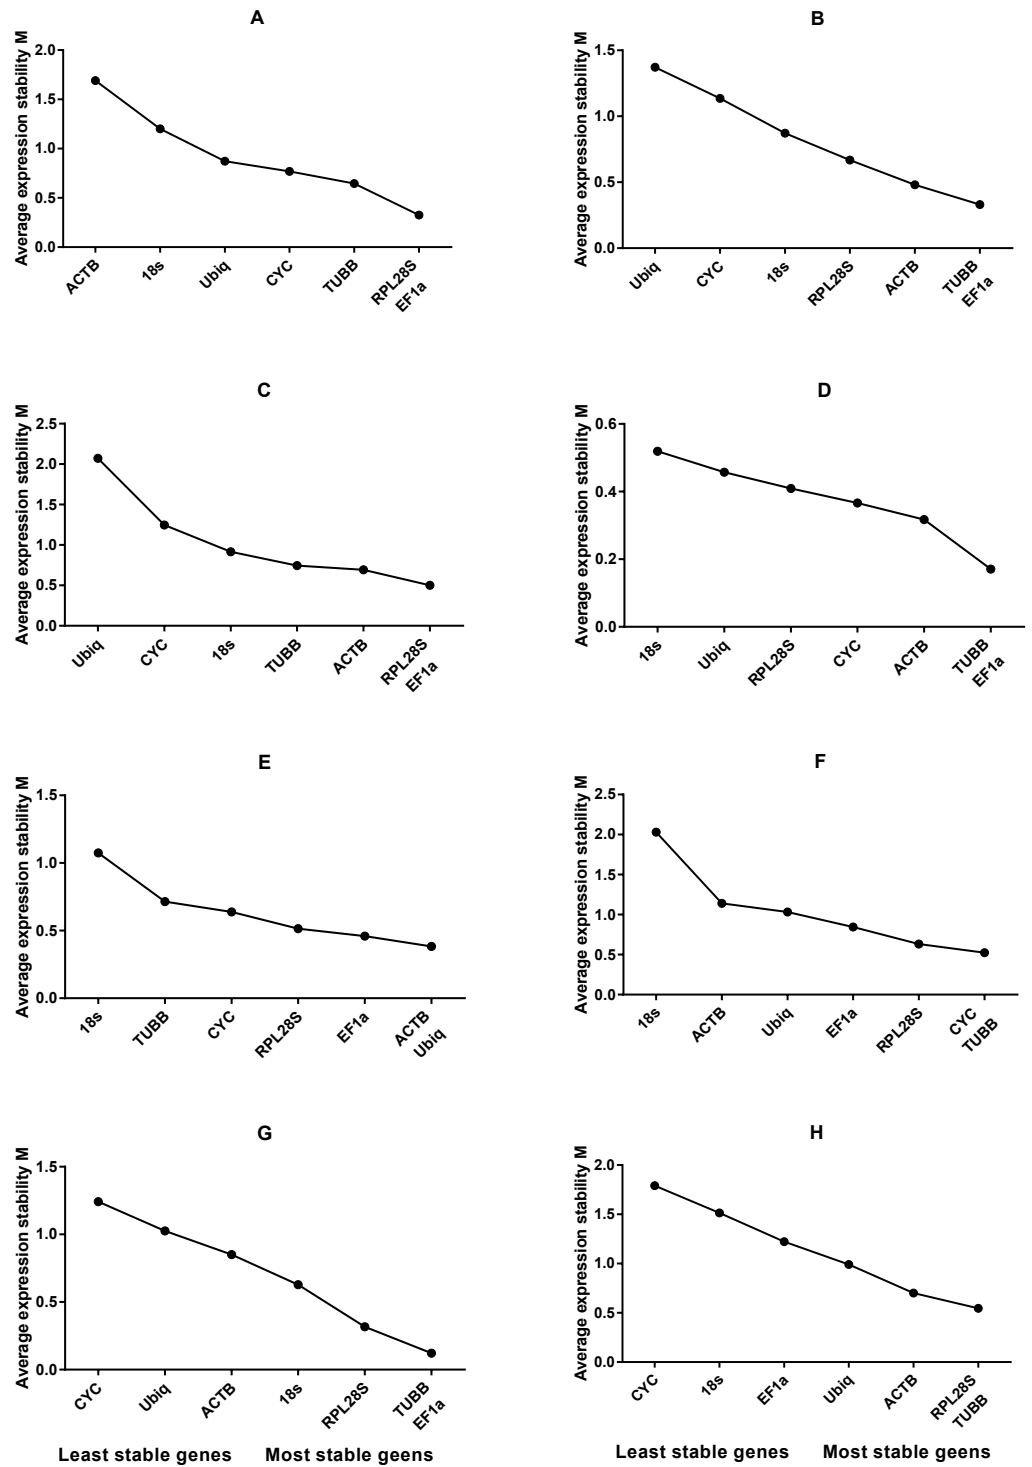 A
Average expression stability M
2.0
1.5
1.0
0.5
0.0
ACTB
18s
Ubiq
CYC
TUBB
RPL28S
EF1a
B
Average expression stability M
1.5
1.0
0.5
0.0
Ubiq
CYC
18s
RPL28S
ACTB
TUBB
EF1a
C
Average expression stability M
2.5
2.0
1.5
1.0
0.5
0.0
Ubiq
CYC
18s
TUBB
ACTB
RPL28S
EF1a
D
Average expression stability M
0.6
0.4
0.2
0.0
18s
Ubiq
RPL28S
CYC
ACTB
TUBB
EF1a
E
Average expression stability M
1.5
1.0
0.5
0.0
18s
TUBB
CYC
RPL28S
EF1a
ACTB
Ubiq
F
Average expression stability M
2.5
2.0
1.5
1.0
0.5
0.0
18s
ACTB
Ubiq
EF1a
RPL28S
CYC
TUBB
G
Average expression stability M
1.5
1.0
0.5
0.0
CYC
Ubiq
ACTB
18s
RPL28S
TUBB
EF1a
Least stable genes Most stable geens
H
Average expression stability M
2.0
1.5
1.0
0.5
0.0
CYC
18s
EF1a
Ubiq
ACTB
RPL28S
TUBB
Least stable genes Most stable geens